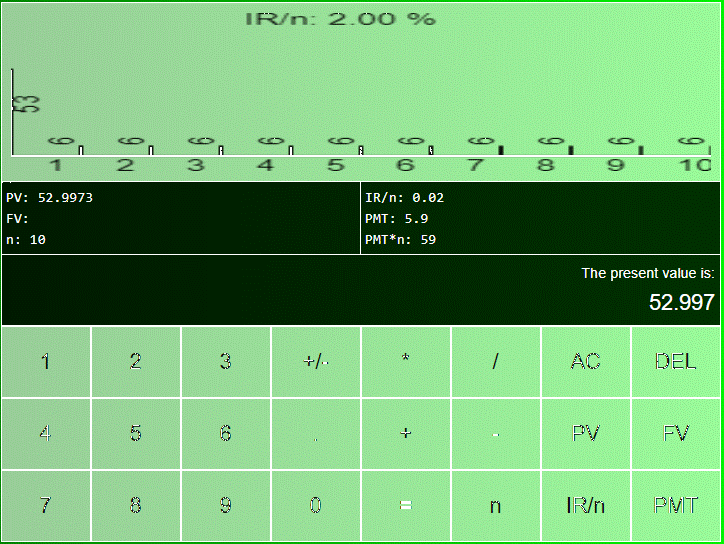 IR/n: 2.00 %
53
6 6 6 6 6 6 6 6 6 6
1 2 3 4 5 6 7 8 9 10
PV: 52.9973
FV:
n: 10
IR/n: 0.02
PMT: 5.9
PMT*n: 59
The present value is:
52.997
1 2 3 +/- * / AC DEL
4 5 6 . + - PV FV
7 8 9 0 = n IR/n PMT